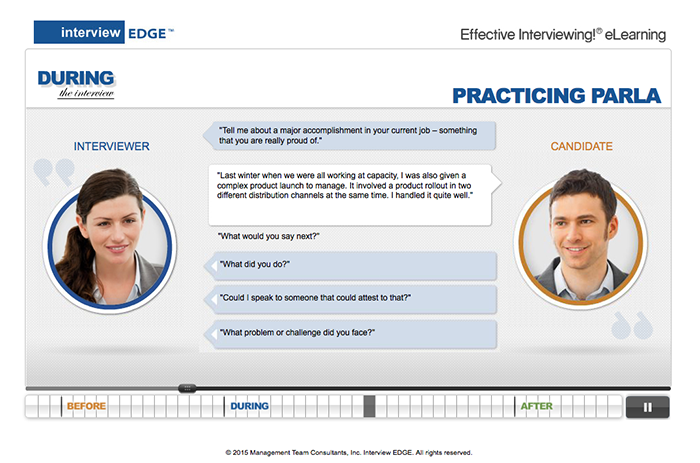 interview EDGE™
Effective Interviewing!® eLearning
DURING
the interview
PRACTICING PARLA
INTERVIEWER
"Tell me about a major accomplishment in your current job – something
that you are really proud of."
CANDIDATE
"Last winter when we were all working at capacity, I was also given a
complex product launch to manage. It involved a product rollout in two
different distribution channels at the same time. I handled it quite well."
"What would you say next?"
"What did you do?"
"Could I speak to someone that could attest to that?"
"What problem or challenge did you face?"
BEFORE
DURING
AFTER
© 2015 Management Team Consultants, Inc. Interview EDGE. All rights reserved.